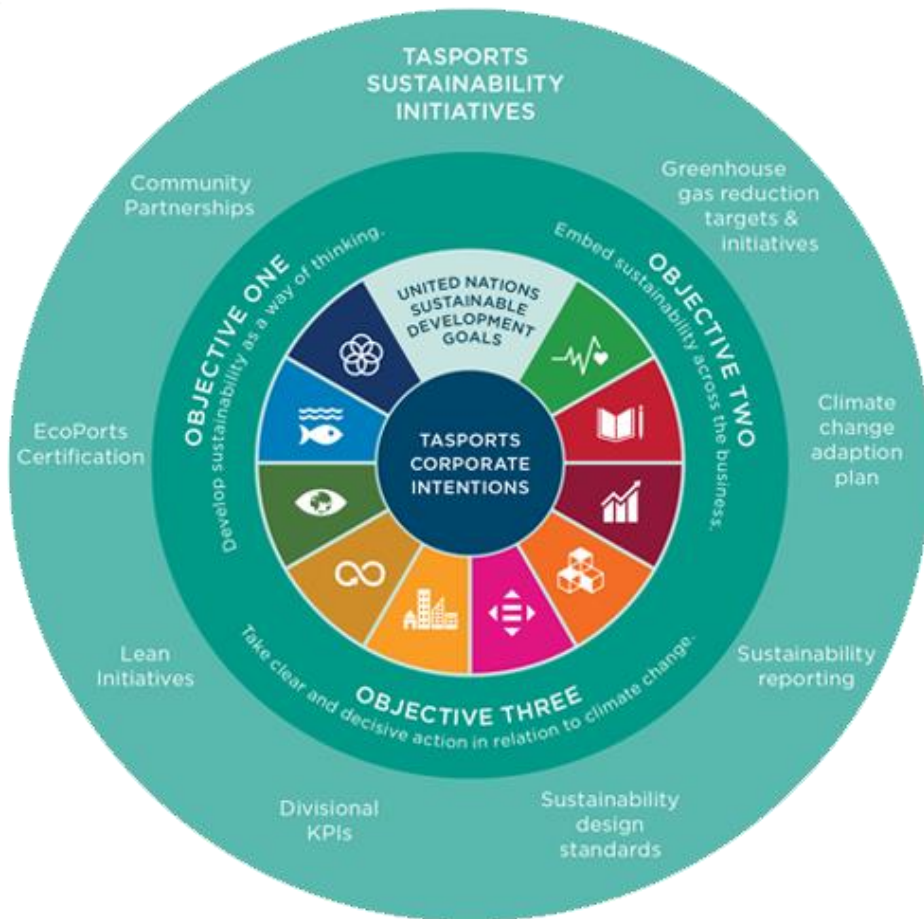 TASPORTS
SUSTAINABILITY
INITIATIVES
Community
Partnerships
Greenhouse
gas reduction
targets &
initiatives
OBJECTIVE ONE
Develop sustainability as a way of thinking.
OBJECTIVE TWO
Embed sustainability across the business.
UNITED NATIONS
SUSTAINABLE
DEVELOPMENT
GOALS
EcoPorts
Certification
TASPORTS
CORPORATE
INTENTIONS
Climate
change
adaption
plan
Lean
Initiatives
Sustainability
reporting
OBJECTIVE THREE
Take clear and decisive action in relation to climate change.
Divisional
KPIs
Sustainability
design
standards